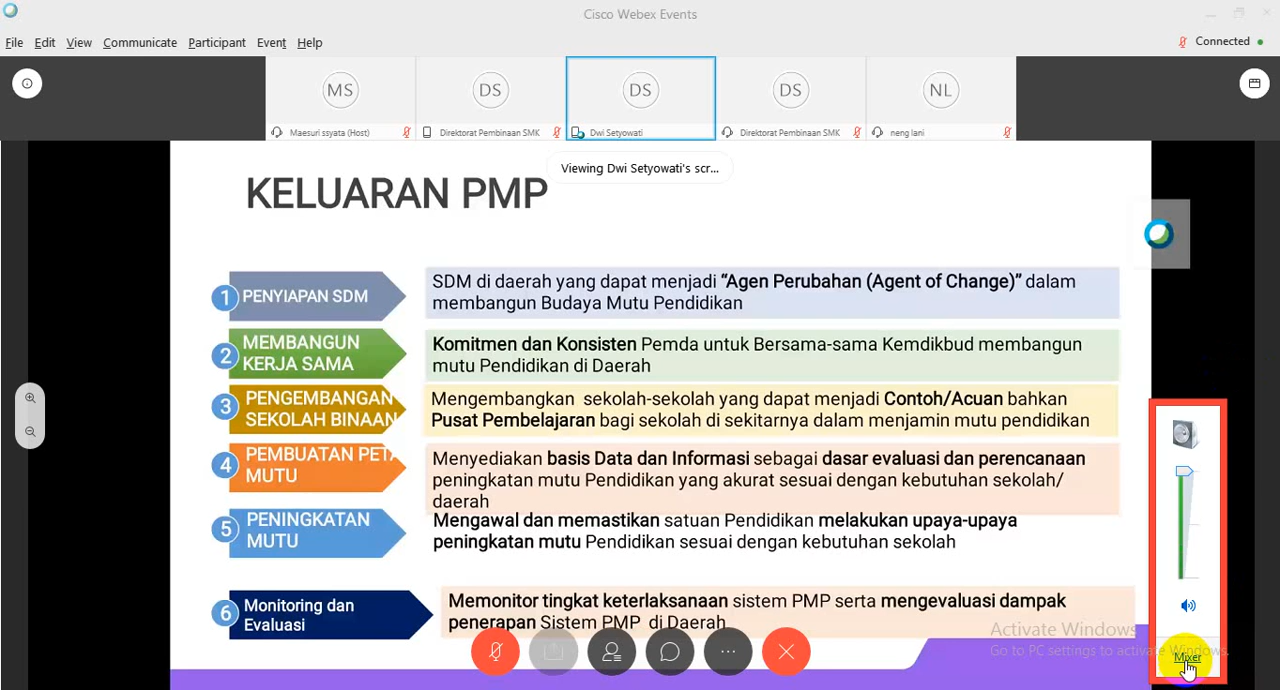 Cisco Webex Events
File Edit View Communicate Participant Event Help
Connected
MS
DS
DS
DS
NL
Maesuri ssyata (Host)
Direktorat Pembinaan SMK
Dwi Setyowati
Direktorat Pembinaan SMK
neng lani
Viewing Dwi Setyowati's scr...
KELUARAN PMP
1 PENYIAPAN SDM
SDM di daerah yang dapat menjadi “Agen Perubahan (Agent of Change)” dalam
membangun Budaya Mutu Pendidikan
2 MEMBANGUN
KERJA SAMA
Komitmen dan Konsisten Pemda untuk Bersama-sama Kemdikbud membangun
mutu Pendidikan di Daerah
3 PENGEMBANGAN
SEKOLAH BINAAN
Mengembangkan sekolah-sekolah yang dapat menjadi Contoh/Acuan bahkan
Pusat Pembelajaran bagi sekolah di sekitarnya dalam menjamin mutu pendidikan
4 PEMBUATAN PETA
MUTU
Menyediakan basis Data dan Informasi sebagai dasar evaluasi dan perencanaan
peningkatan mutu Pendidikan yang akurat sesuai dengan kebutuhan sekolah/
daerah
5 PENINGKATAN
MUTU
Mengawal dan memastikan satuan Pendidikan melakukan upaya-upaya
peningkatan mutu Pendidikan sesuai dengan kebutuhan sekolah
6 Monitoring dan
Evaluasi
Memonitor tingkat keterlaksanaan sistem PMP serta mengevaluasi dampak
penerapan Sistem PMP di Daerah
Activate Windows
Go to PC settings to activate Windows.
Mixer